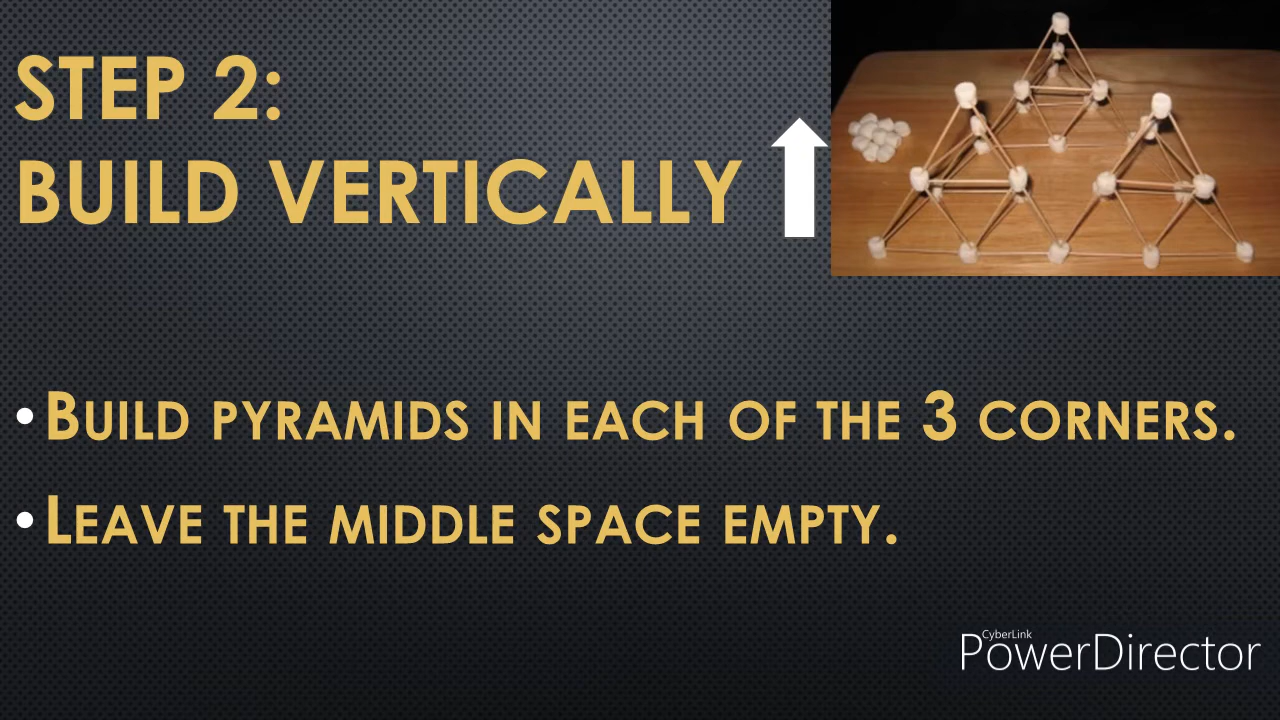 STEP 2:
BUILD VERTICALLY
• BUILD PYRAMIDS IN EACH OF THE 3 CORNERS.
• LEAVE THE MIDDLE SPACE EMPTY.
CyberLink
PowerDirector